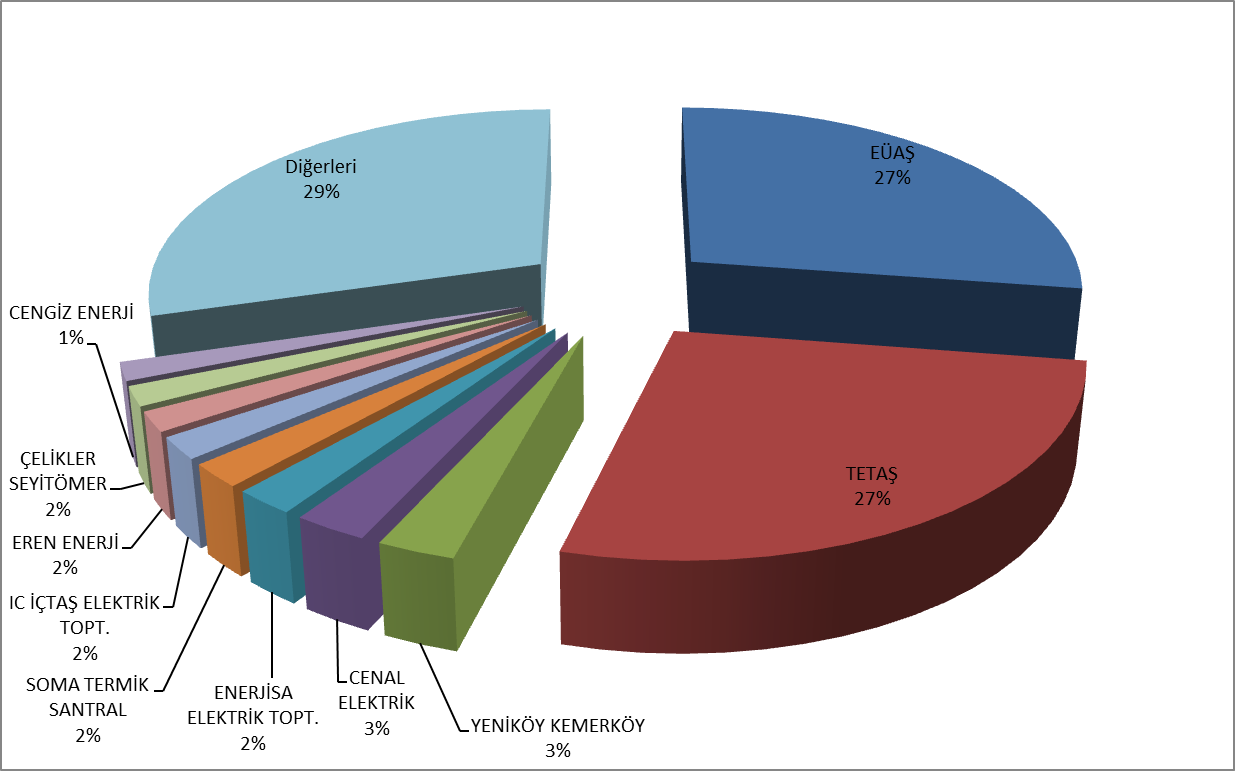 EÜAŞ
27%
TETAŞ
27%
YENİKÖY KEMERKÖY
3%
CENAL
ELEKTRİK
3%
ENERJİSA
ELEKTRİK TOPT.
2%
SOMA TERMİK
SANTRAL
2%
IC İÇTAŞ ELEKTRİK
TOPT.
2%
EREN ENERJİ
2%
ÇELİKLER
SEYİTÖMER
2%
CENGİZ ENERJİ
1%
Diğerleri
29%